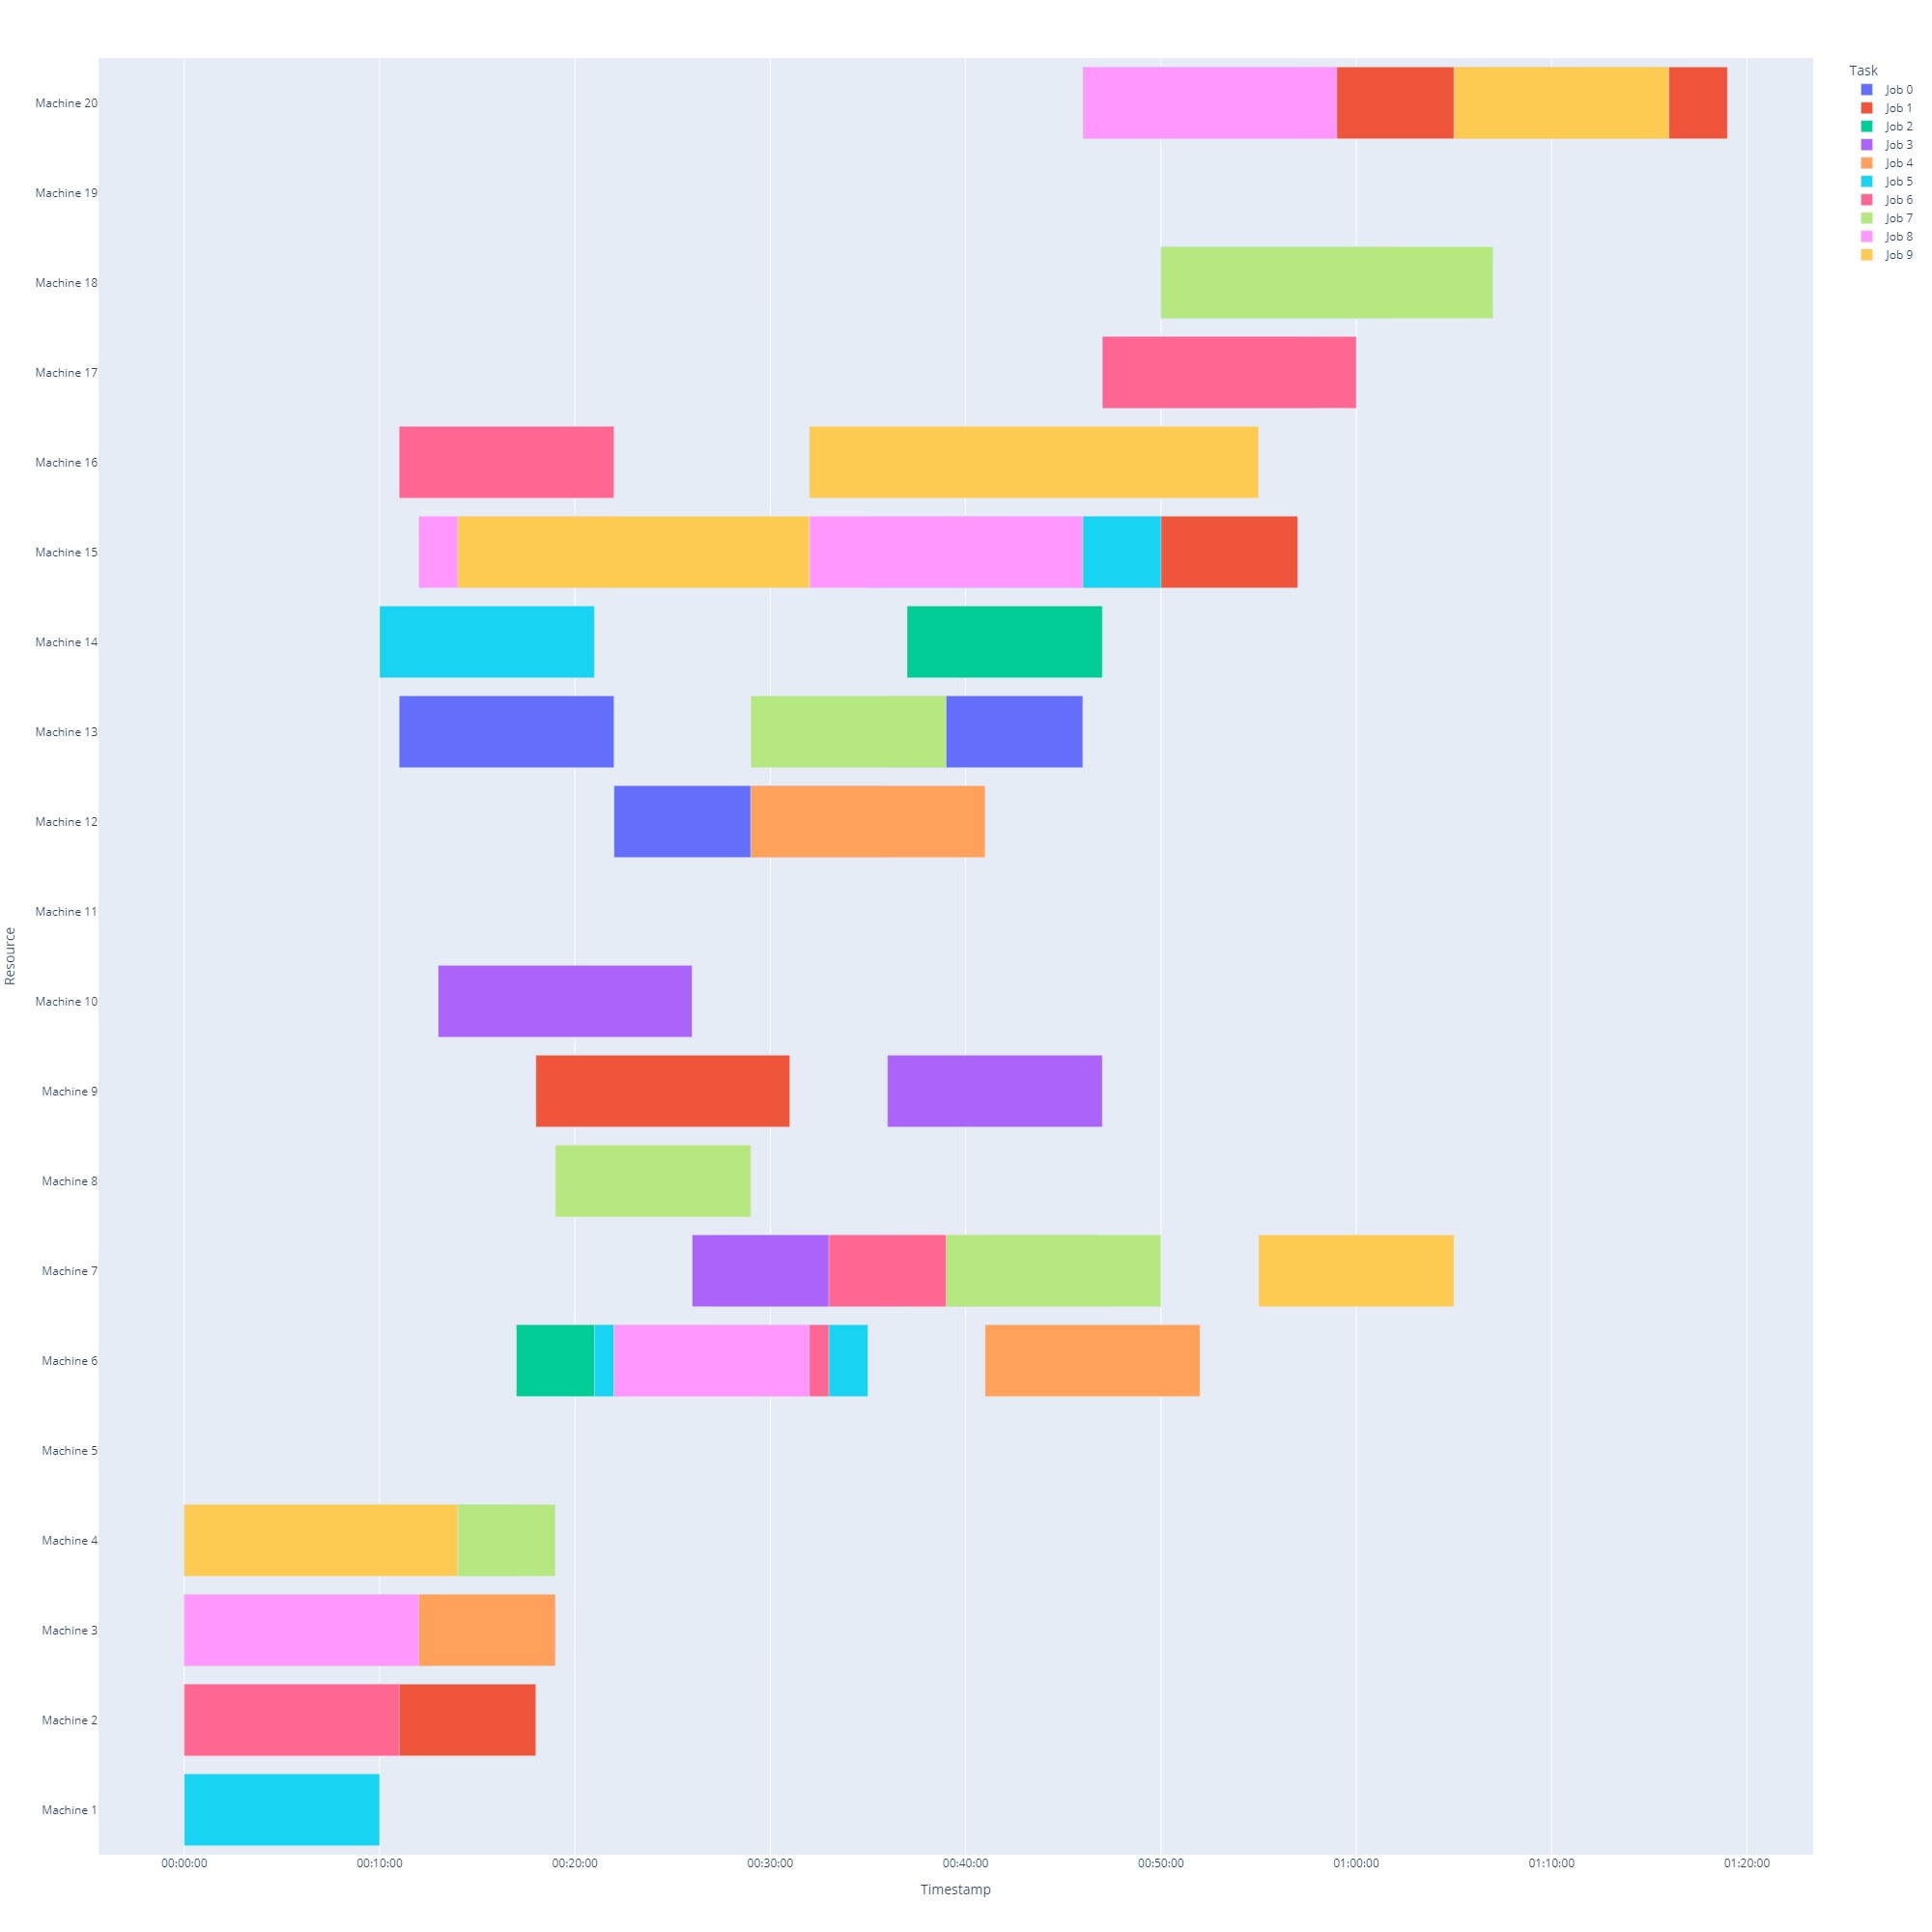 Task
Job 0
Job 1
Job 2
Job 3
Job 4
Job 5
Job 6
Job 7
Job 8
Job 9
Resource
Machine 20
Machine 19
Machine 18
Machine 17
Machine 16
Machine 15
Machine 14
Machine 13
Machine 12
Machine 11
Machine 10
Machine 9
Machine 8
Machine 7
Machine 6
Machine 5
Machine 4
Machine 3
Machine 2
Machine 1
00:00:00 00:10:00 00:20:00 00:30:00 00:40:00 00:50:00 01:00:00 01:10:00 01:20:00
Timestamp